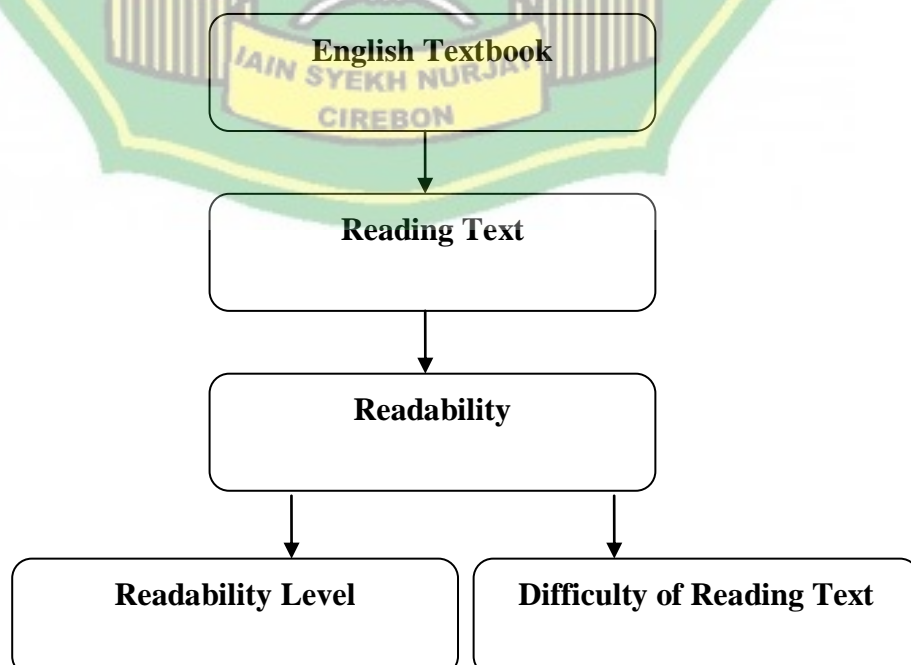 English Textbook
IAIN SYEKH NURJATI
CIREBON
Reading Text
Readability
Readability Level
Difficulty of Reading Text